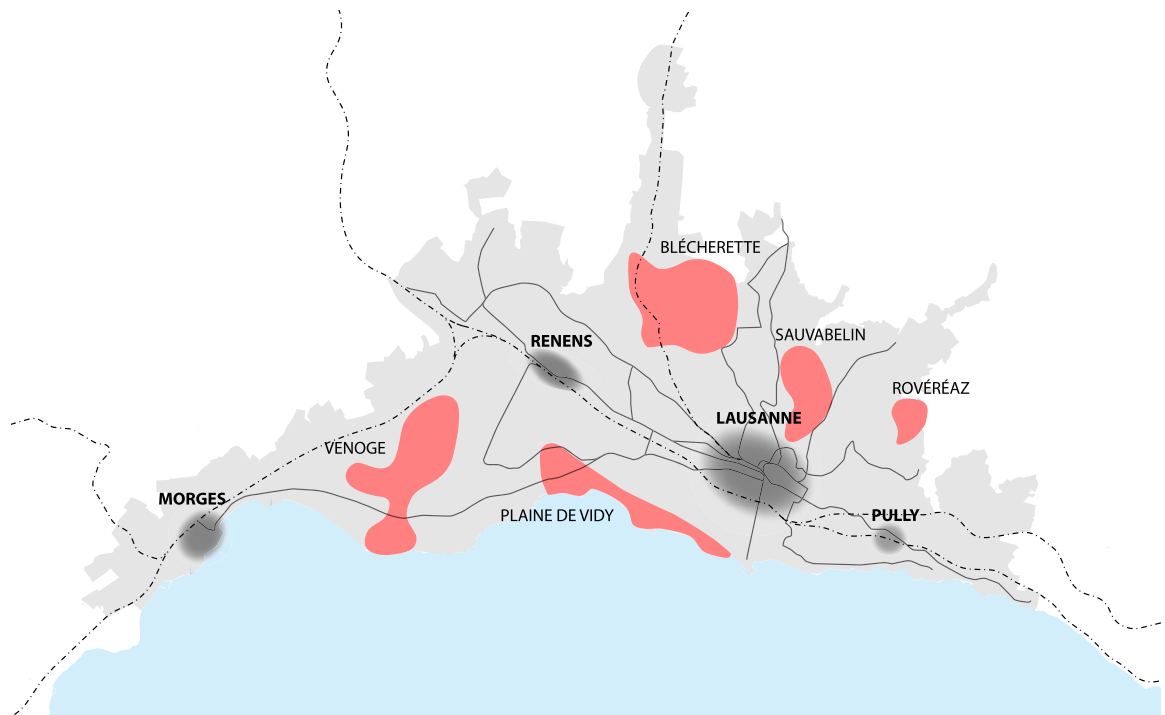 BLÉCHERETTE
SAUVABELIN
RENENS
ROVÉRÉAZ
LAUSANNE
VENOGE
MORGES
PLAINE DE VIDY
PULLY